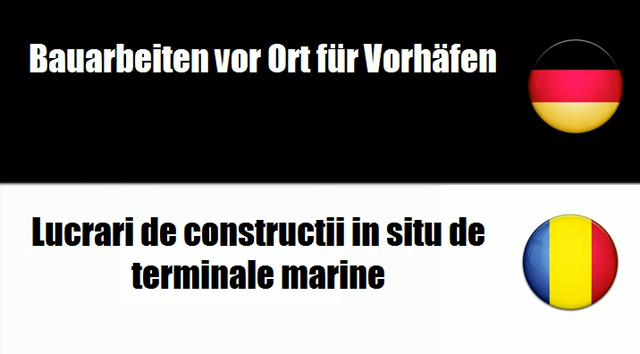 Bauarbeiten vor Ort für Vorhäfen
Lucrari de constructii in situ de
terminale marine